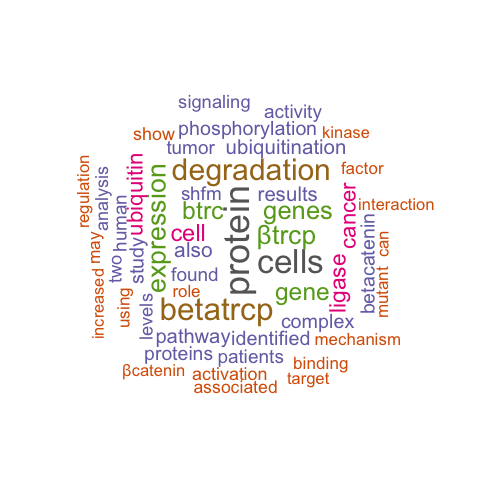 signaling
activity
phosphorylation
show
kinase
tumor
ubiquitination
degradation
factor
regulation
analysis
human
ubiquitin
expression
shfm
results
btrc
genes
protein
cancer
interaction
cell
βtrcp
also
cells
betacatenin
can
may
two
study
found
gene
ligase
mutant
increased
using
levels
role
betatrcp
complex
pathway
identified
mechanism
proteins
patients
binding
βcatenin
activation
target
associated